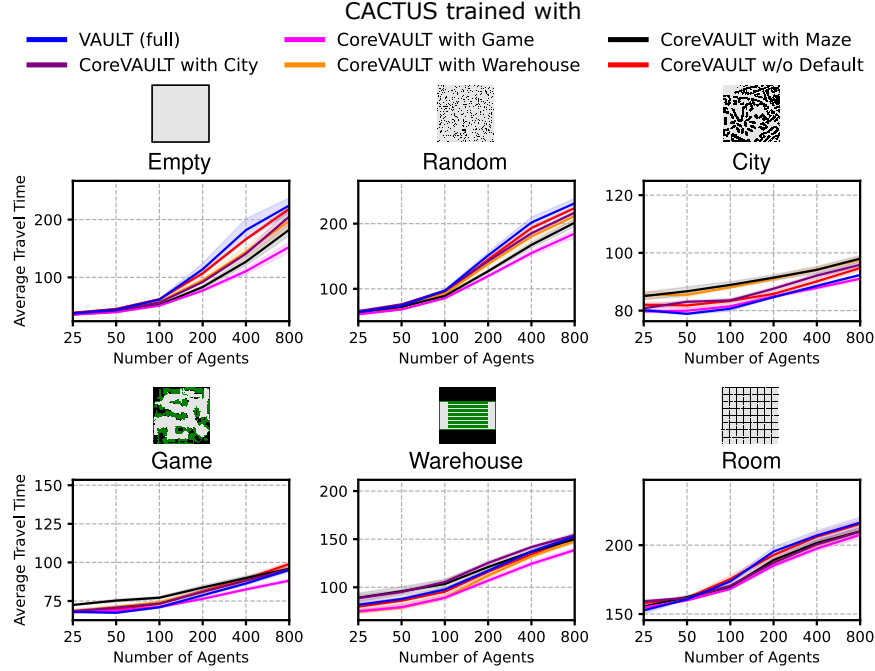 CACTUS trained with
VAULT (full)
CoreVAULT with Game
CoreVAULT with Maze
CoreVAULT with City
CoreVAULT with Warehouse
CoreVAULT w/o Default
Empty
Random
City
Average Travel Time
200
100
25 50 100 200 400 800
Number of Agents
200
100
25 50 100 200 400 800
Number of Agents
120
100
80
25 50 100 200 400 800
Number of Agents
Game
Warehouse
Room
Average Travel Time
150
125
100
75
25 50 100 200 400 800
Number of Agents
200
150
100
50
25 50 100 200 400 800
Number of Agents
200
150
25 50 100 200 400 800
Number of Agents